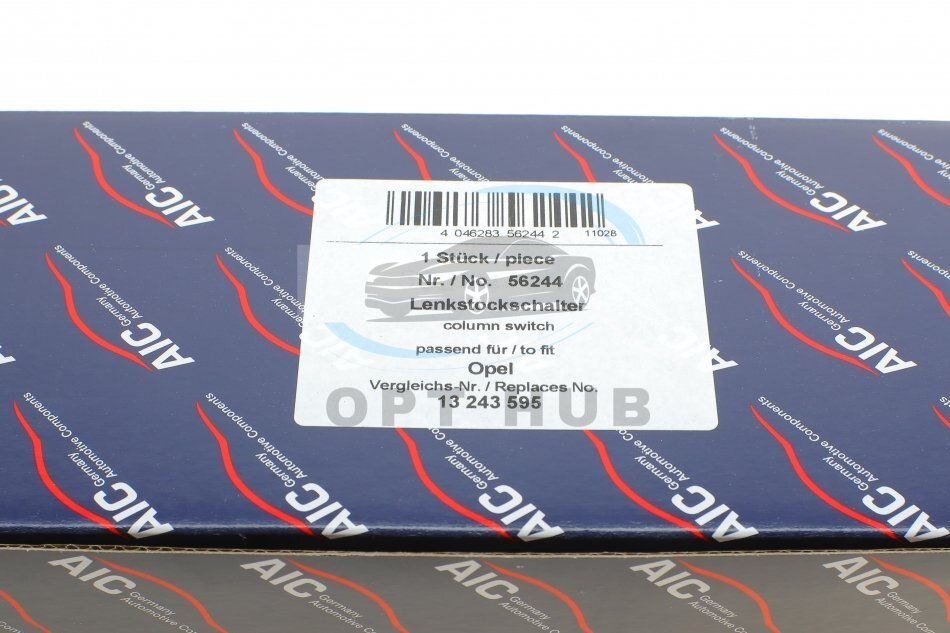 4 046283 56244 2 11028
1 Stück / piece
Nr. / No. 56244
Lenkstockschalter
column switch
passend für / to fit
Opel
Vergleichs-Nr. / Replaces No.
13 243 595
OPT HUB
AIC Germany
Automotive Components